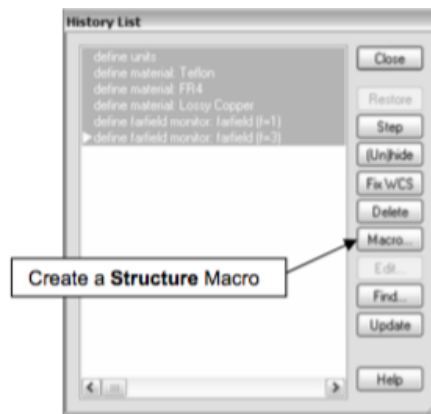 History List
define units
define material: Teflon
define material: FR4
define material: Lossy Copper
define farfield monitor: farfield (f=1)
define farfield monitor: farfield (f=3)
Close
Restore
Step
(Un)hide
Fix WCS
Delete
Macro...
Edit...
Find...
Update
Help
Create a Structure Macro